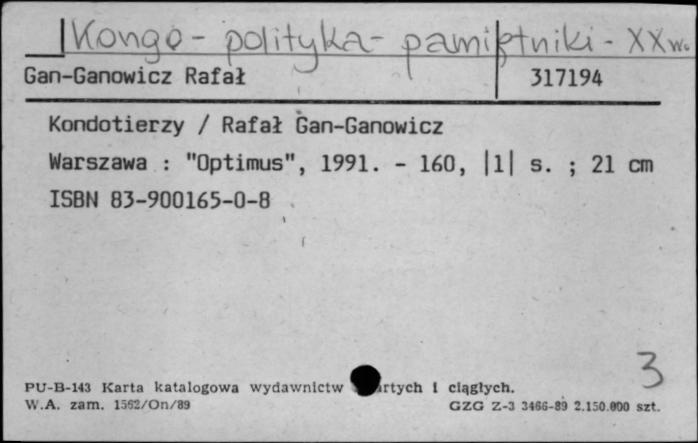 Kongo - polityka - pamiętniki - XX w.
Gan-Ganowicz Rafał 317194
Kondotierzy / Rafał Gan-Ganowicz
Warszawa : "Optimus", 1991. - 160, |1| s. ; 21 cm
ISBN 83-900165-0-8
3
PU-B-143 Karta katalogowa wydawnictw artych i ciągłych.
W.A. zam. 1562/On/89 GZG Z-3 3466-89 2.150.000 szt.